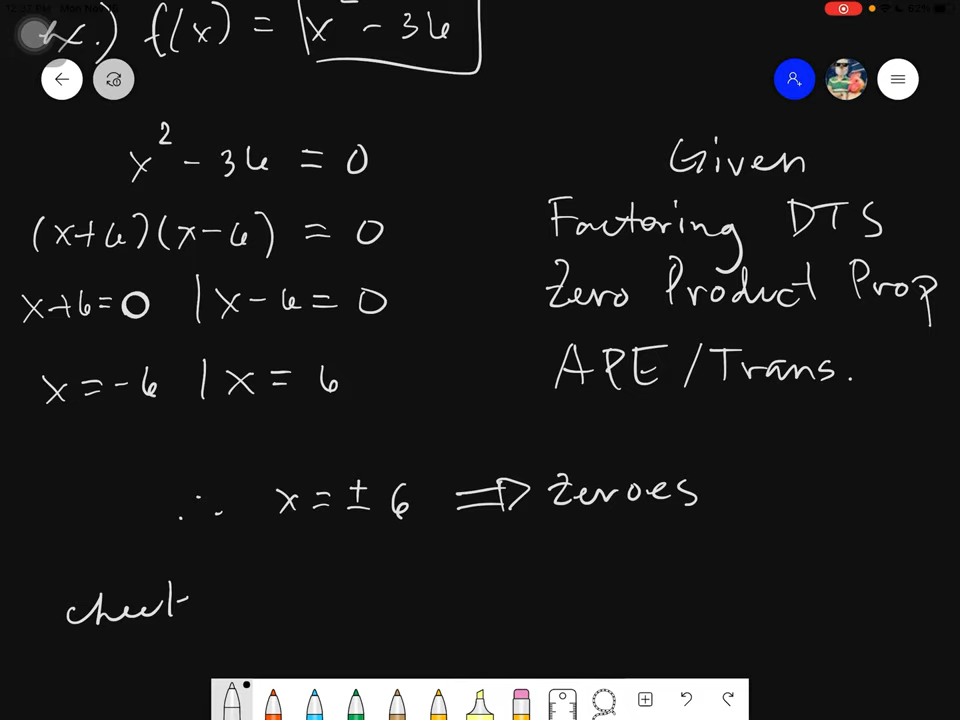 f(x) = x² - 36
x² - 36 = 0 Given
(x+6)(x-6) = 0 Factoring DTS
x+6=0 | x-6=0 Zero Product Prop
x=-6 | x=6 APE/Trans.
∴ x=±6 ⟹ Zeroes